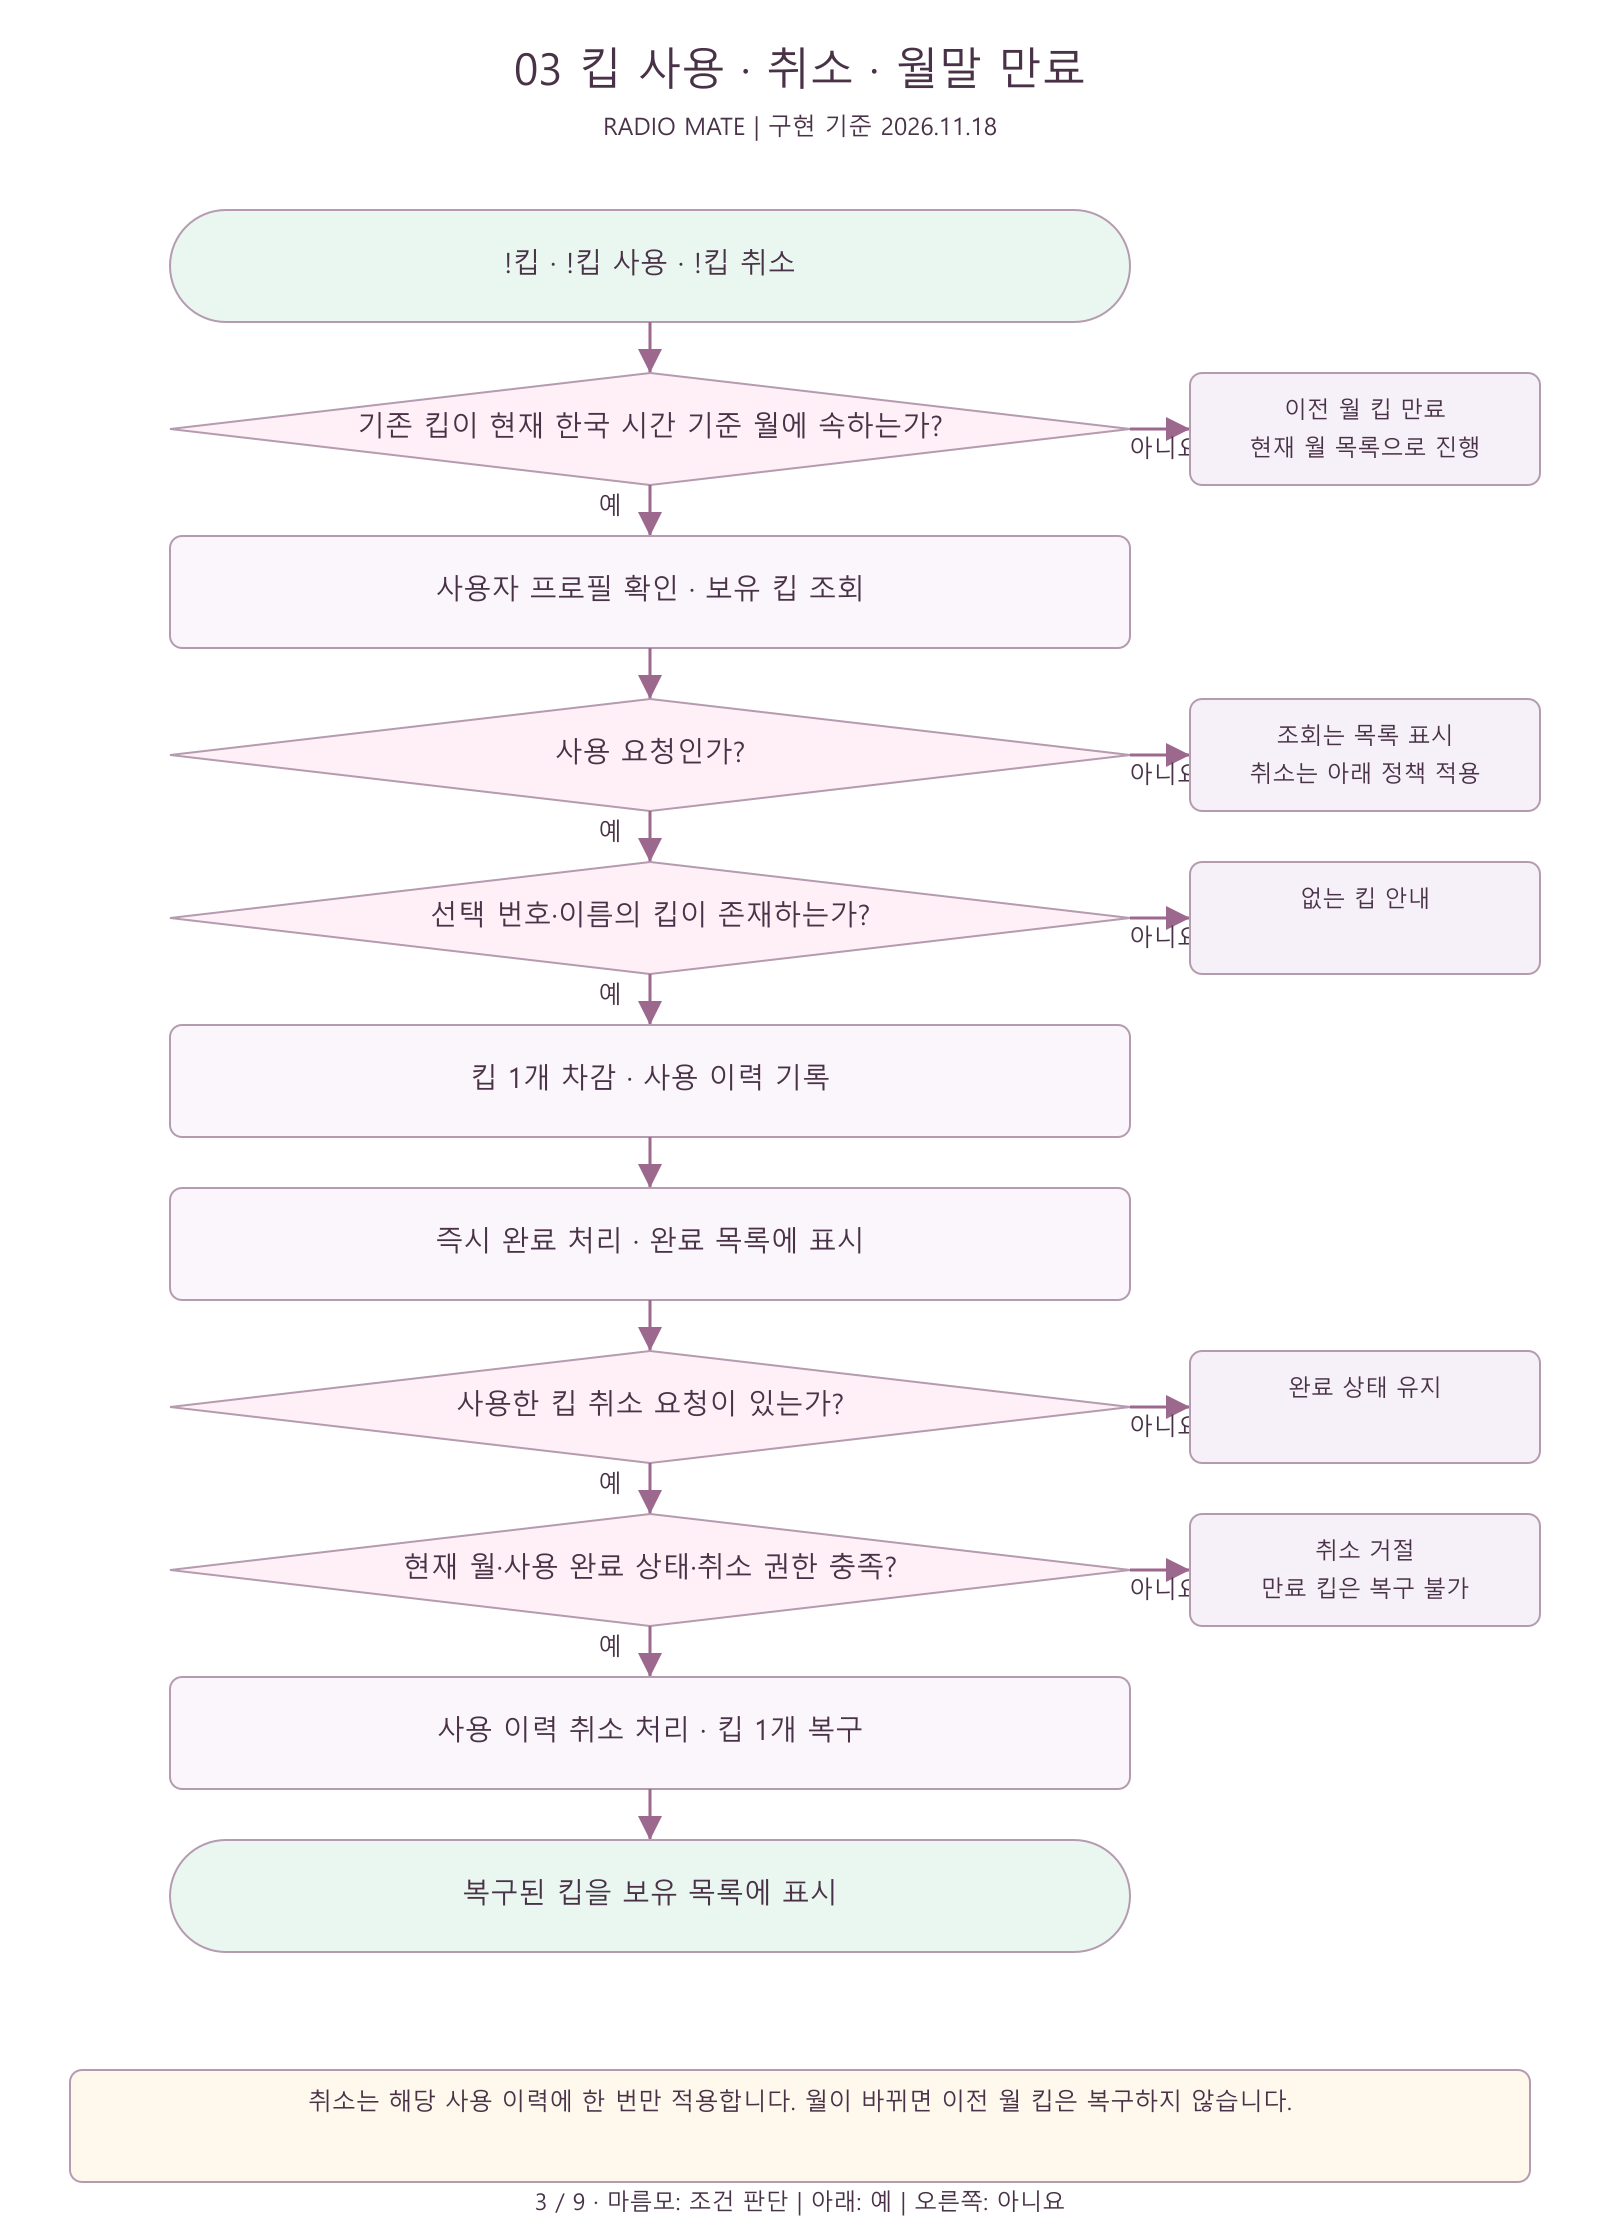 03 킵 사용 · 취소 · 월말 만료
RADIO MATE | 구현 기준 2026.11.18
!킵 · !킵 사용 · !킵 취소
기존 킵이 현재 한국 시간 기준 월에 속하는가?
아니요
이전 월 킵 만료
현재 월 목록으로 진행
예
사용자 프로필 확인 · 보유 킵 조회
사용 요청인가?
아니요
조회는 목록 표시
취소는 아래 정책 적용
예
선택 번호·이름의 킵이 존재하는가?
아니요
없는 킵 안내
예
킵 1개 차감 · 사용 이력 기록
즉시 완료 처리 · 완료 목록에 표시
사용한 킵 취소 요청이 있는가?
아니요
완료 상태 유지
예
현재 월·사용 완료 상태·취소 권한 충족?
아니요
취소 거절
만료 킵은 복구 불가
예
사용 이력 취소 처리 · 킵 1개 복구
복구된 킵을 보유 목록에 표시
취소는 해당 사용 이력에 한 번만 적용합니다. 월이 바뀌면 이전 월 킵은 복구하지 않습니다.
3 / 9 · 마름모: 조건 판단 | 아래: 예 | 오른쪽: 아니요